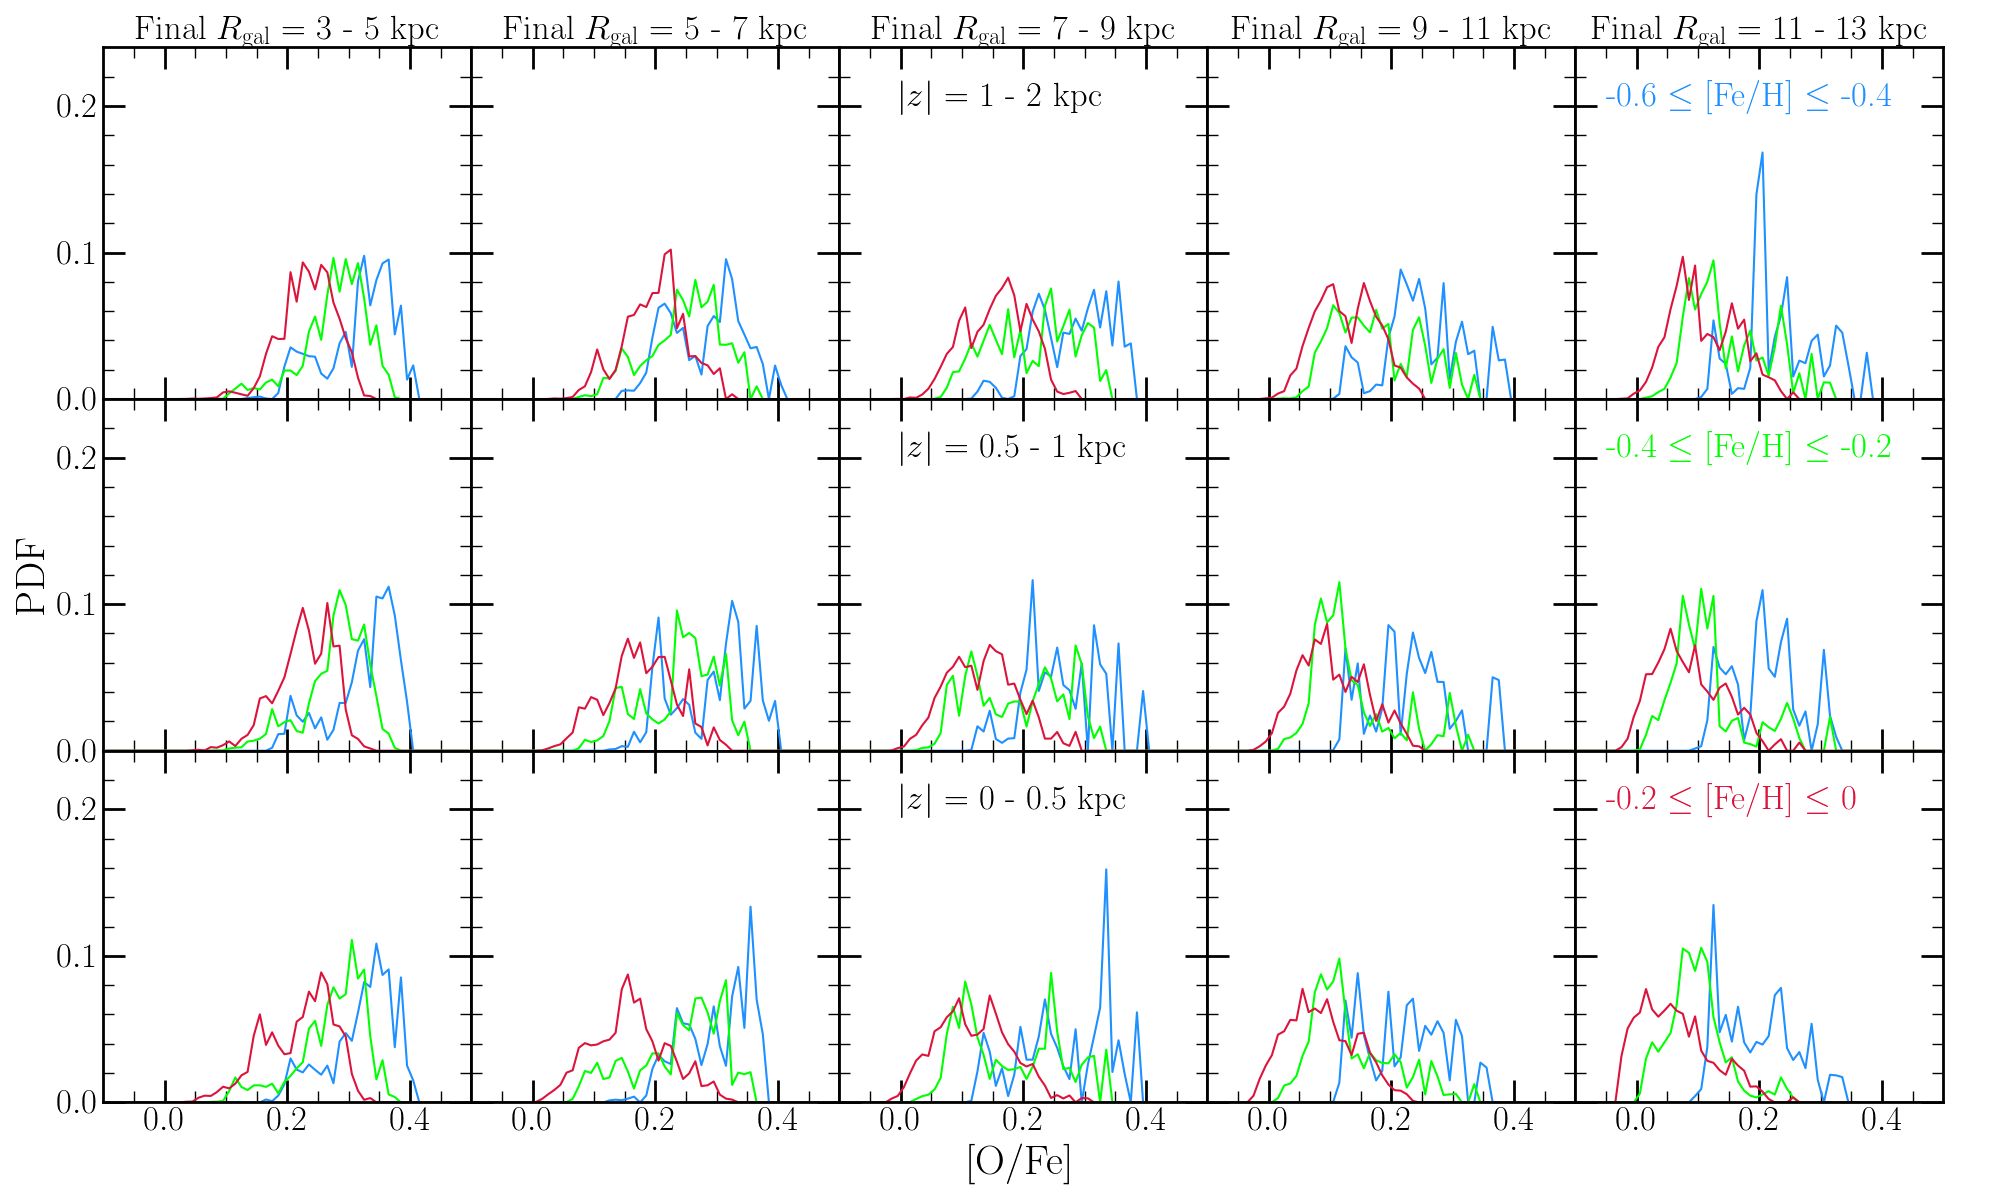 Final R_gal = 3 - 5 kpc
Final R_gal = 5 - 7 kpc
Final R_gal = 7 - 9 kpc
Final R_gal = 9 - 11 kpc
Final R_gal = 11 - 13 kpc
|z| = 1 - 2 kpc
-0.6 ≤ [Fe/H] ≤ -0.4
0.2
0.1
0.0
|z| = 0.5 - 1 kpc
-0.4 ≤ [Fe/H] ≤ -0.2
0.2
0.1
0.0
PDF
|z| = 0 - 0.5 kpc
-0.2 ≤ [Fe/H] ≤ 0
0.2
0.1
0.0
0.0 0.2 0.4
0.0 0.2 0.4
0.0 0.2 0.4
0.0 0.2 0.4
0.0 0.2 0.4
[O/Fe]